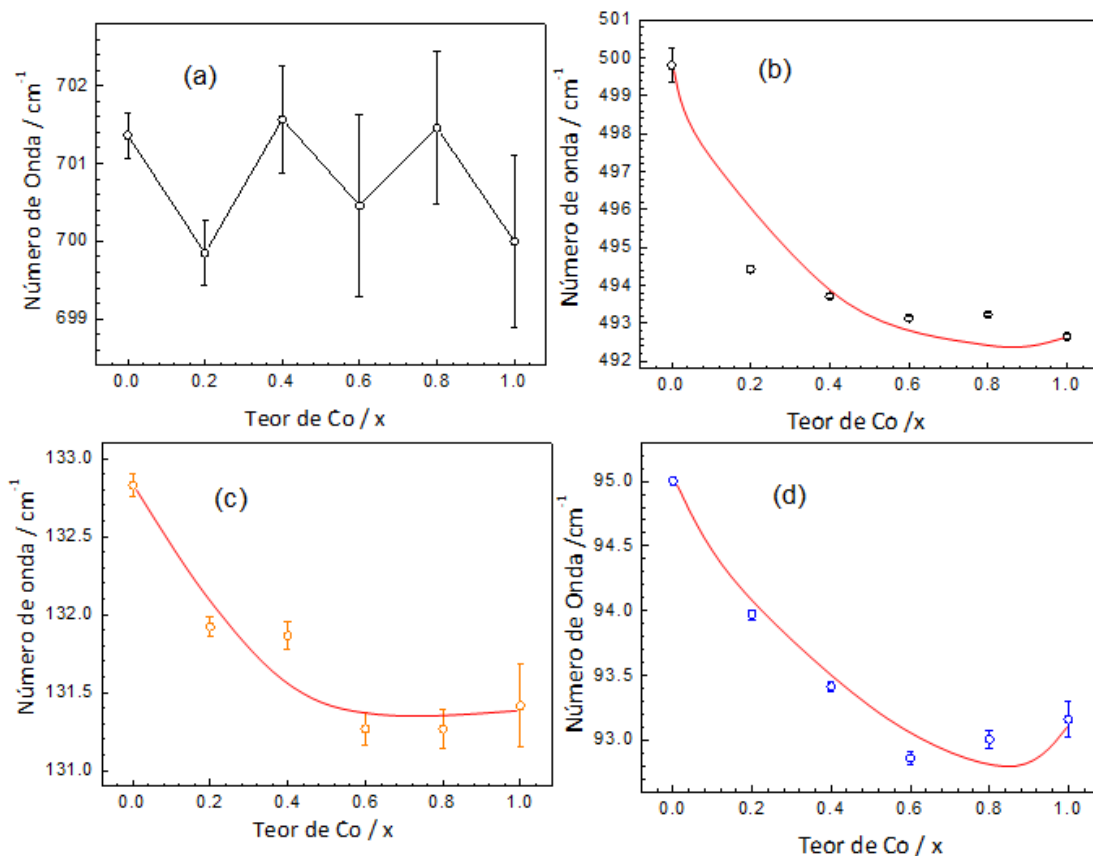 (a)
Número de Onda / cm⁻¹
702
701
700
699
0.0 0.2 0.4 0.6 0.8 1.0
Teor de Co / x
(b)
Número de onda / cm⁻¹
501
500
499
498
497
496
495
494
493
492
0.0 0.2 0.4 0.6 0.8 1.0
Teor de Co /x
(c)
Número de onda / cm⁻¹
133.0
132.5
132.0
131.5
131.0
0.0 0.2 0.4 0.6 0.8 1.0
Teor de Co / x
(d)
Número de Onda /cm⁻¹
95.0
94.5
94.0
93.5
93.0
0.0 0.2 0.4 0.6 0.8 1.0
Teor de Co / x